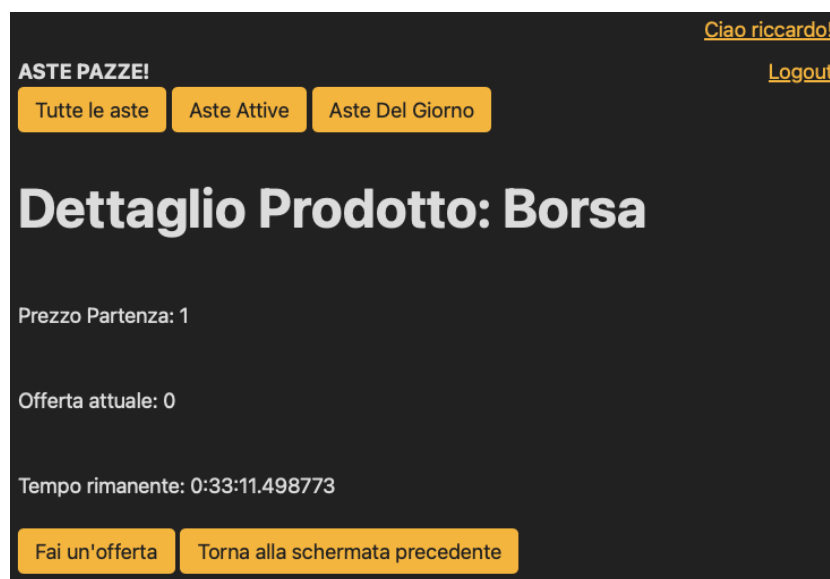 Ciao riccardo!
ASTE PAZZE!
Logout
Tutte le aste
Aste Attive
Aste Del Giorno
Dettaglio Prodotto: Borsa
Prezzo Partenza: 1
Offerta attuale: 0
Tempo rimanente: 0:33:11.498773
Fai un'offerta
Torna alla schermata precedente